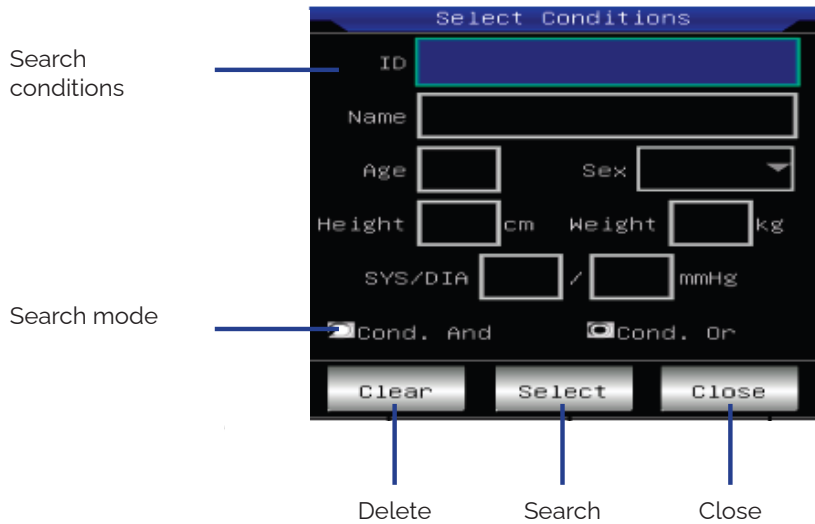 Select Conditions
Search
conditions
ID
Name
Age Sex
Height cm Weight kg
SYS/DIA / mmHg
Search mode
Cond. And Cond. Or
Clear Select Close
Delete Search Close